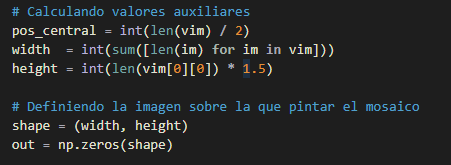 # Calculando valores auxiliares
pos_central = int(len(vim) / 2)
width  = int(sum([len(im) for im in vim]))
height = int(len(vim[0][0]) * 1.5)

# Definiendo la imagen sobre la que pintar el mosaico
shape = (width, height)
out = np.zeros(shape)